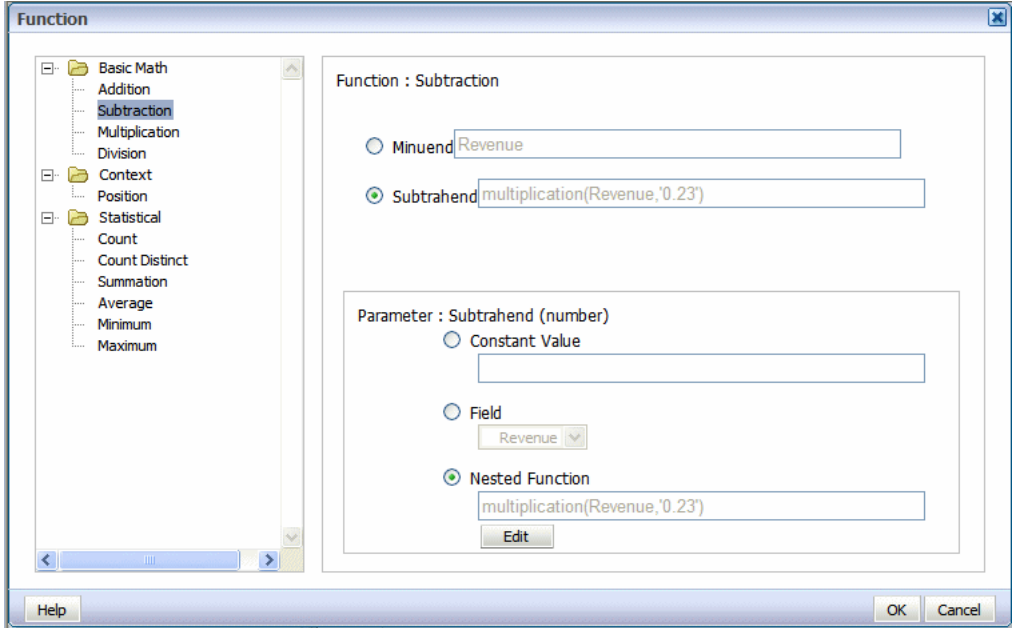 Function
Basic Math
Addition
Subtraction
Multiplication
Division
Context
Position
Statistical
Count
Count Distinct
Summation
Average
Minimum
Maximum
Function : Subtraction
Minuend Revenue
Subtrahend multiplication(Revenue,'0.23')
Parameter : Subtrahend (number)
Constant Value
Field
Revenue
Nested Function
multiplication(Revenue,'0.23')
Edit
Help
OK
Cancel